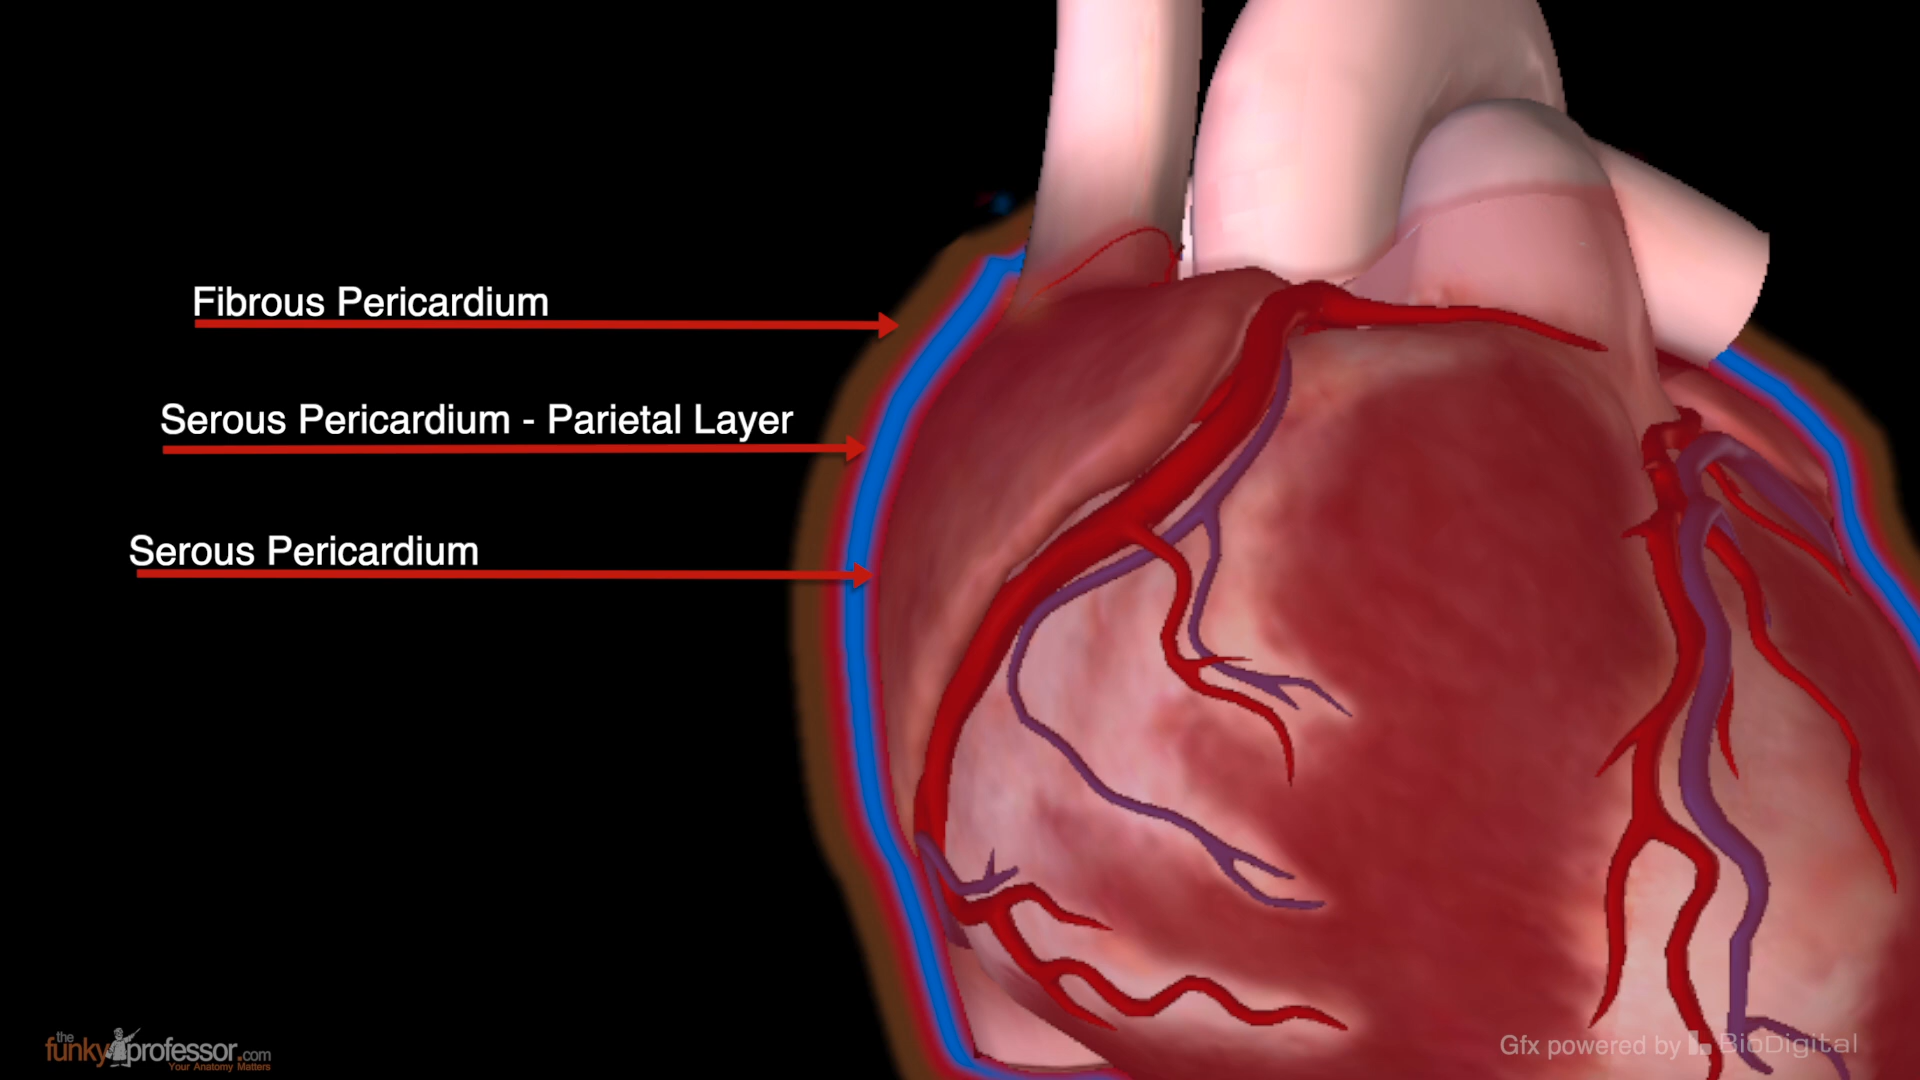 Fibrous Pericardium
Serous Pericardium - Parietal Layer
Serous Pericardium
the
funkyprofessor.com
Your Anatomy Matters
Gfx powered by BioDigital